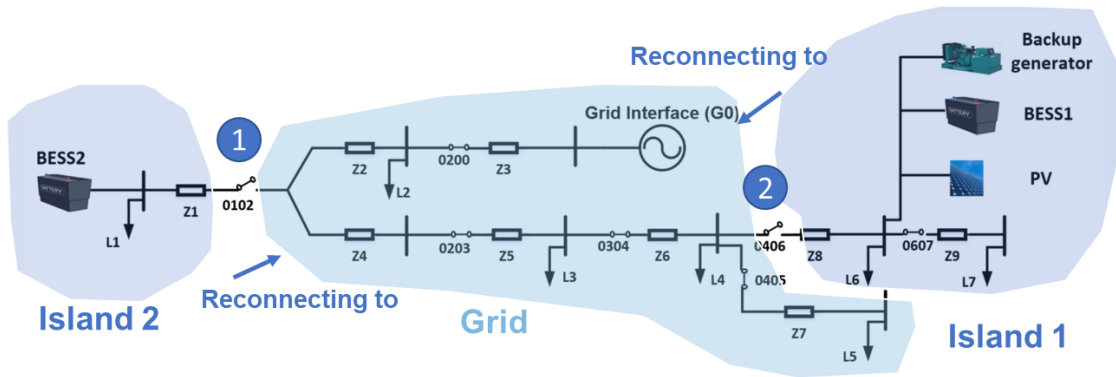 Reconnecting to
Backup
generator
1
Grid Interface (G0)
BESS1
BESS2
Z2
0200
Z3
L2
2
PV
Z1
0102
L1
Z4
0203
Z5
0304
Z6
0406
Z8
0607
Z9
L3
L4
0405
L6
L7
Reconnecting to
Island 2
Grid
Z7
L5
Island 1